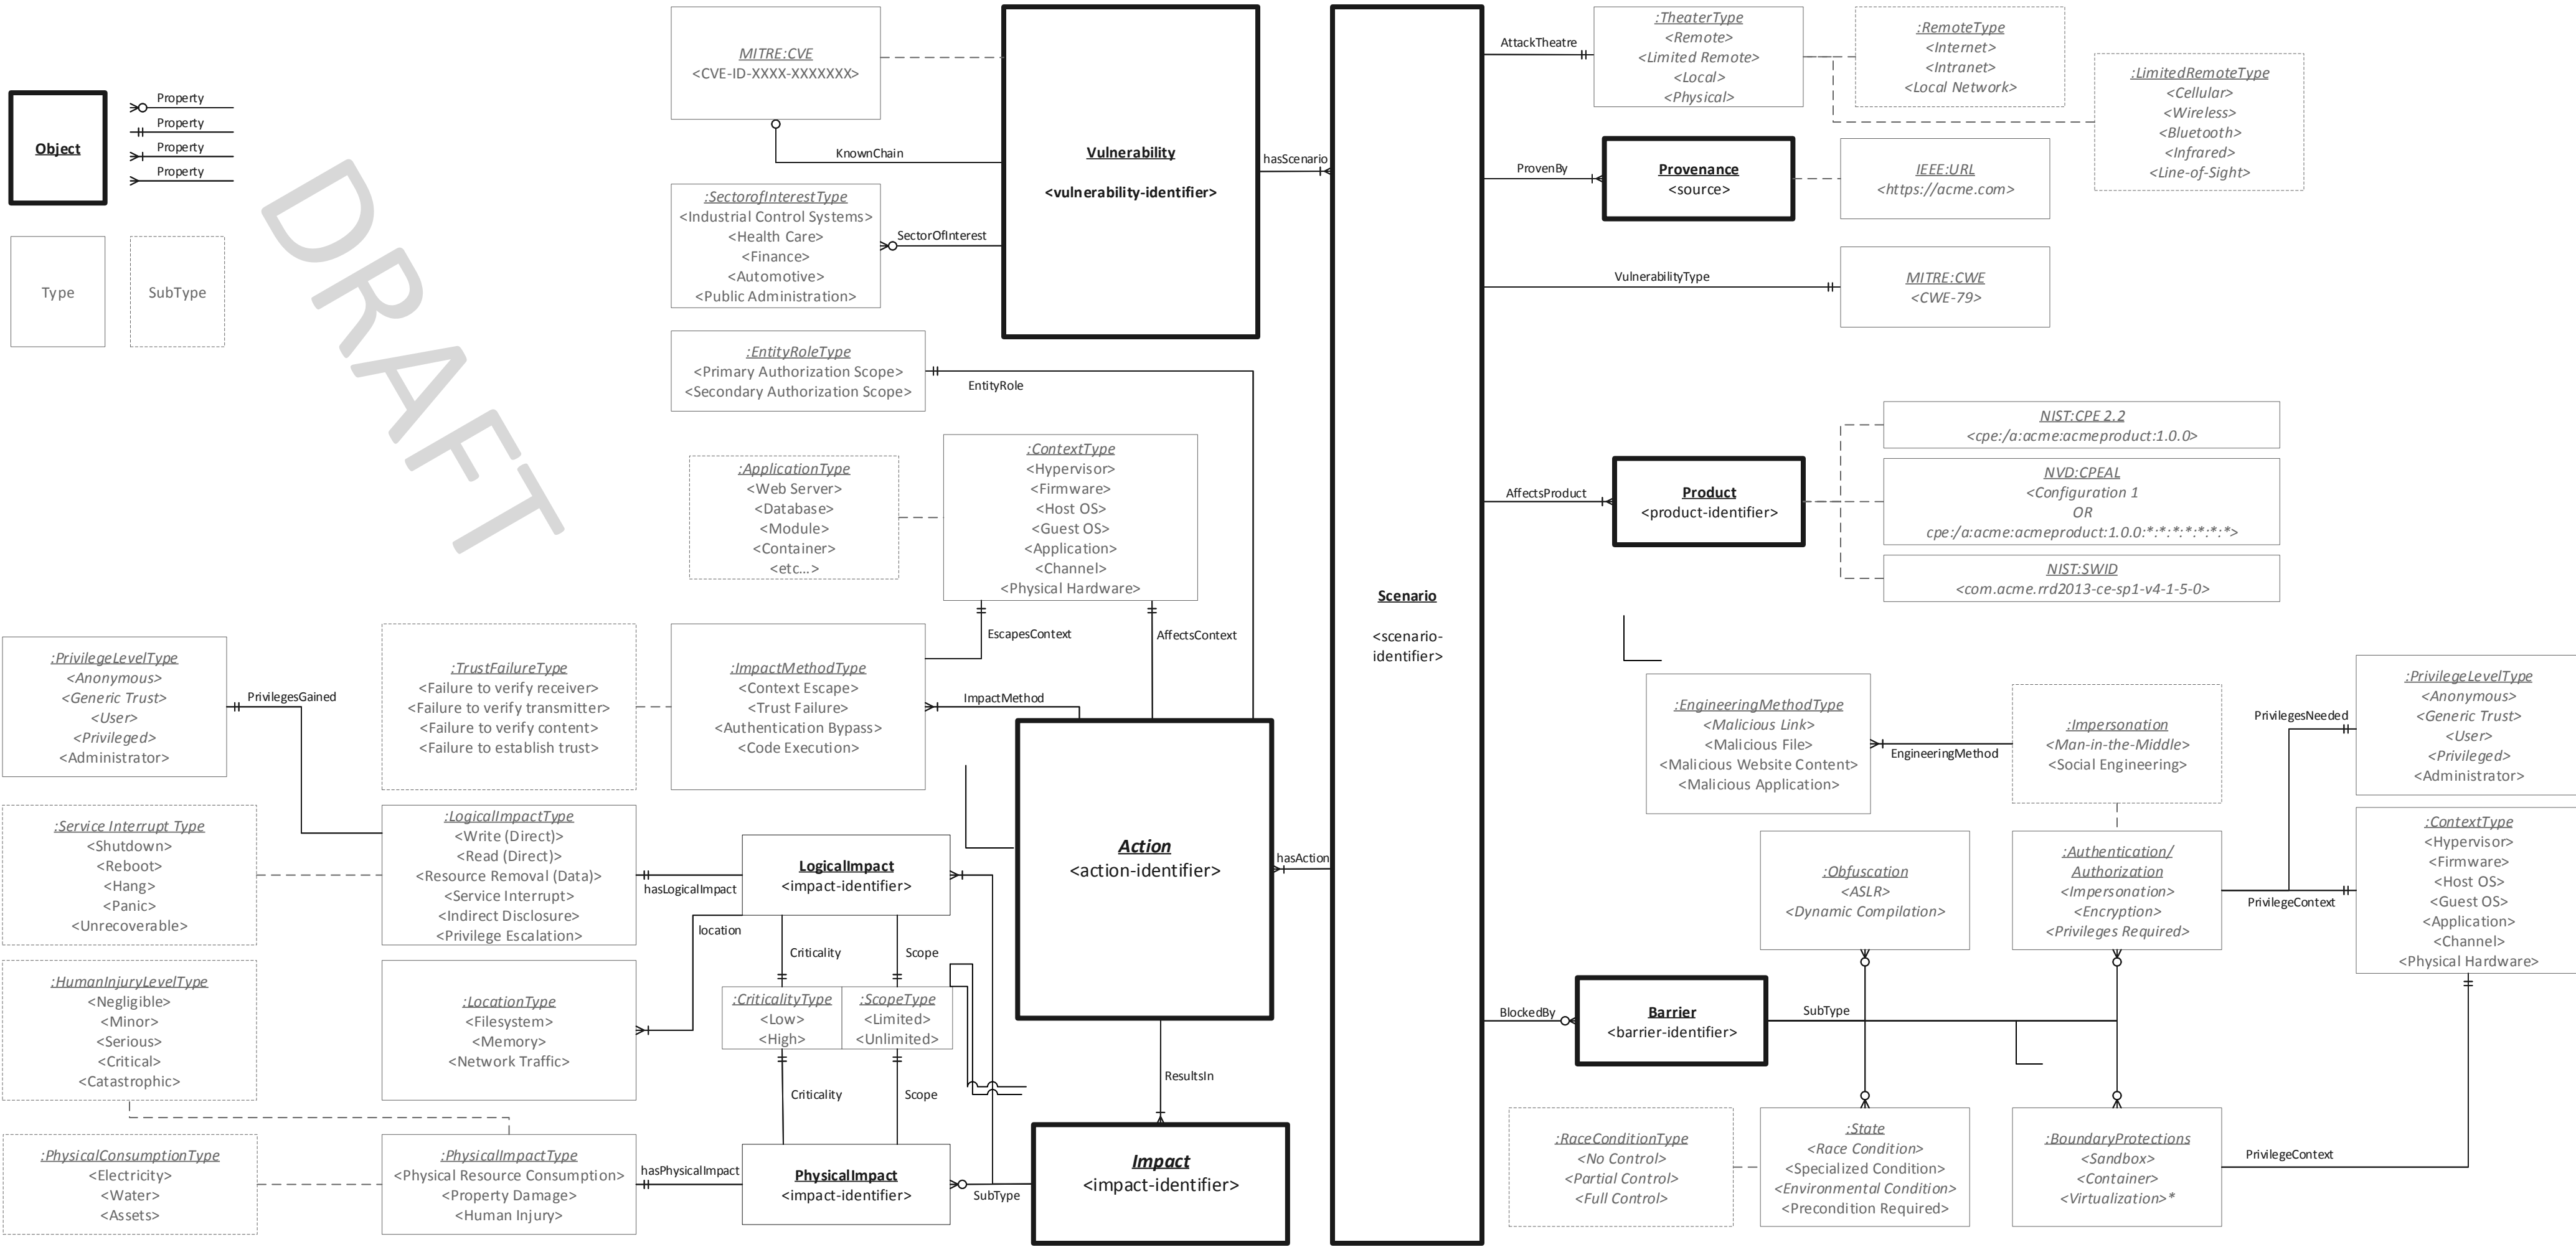 Object
Property
Property
Property
Property
Type
SubType
DRAFT
MITRE:CVE
<CVE-ID-XXXX-XXXXXXX>
KnownChain
:SectorofInterestType
<Industrial Control Systems>
<Health Care>
<Finance>
<Automotive>
<Public Administration>
SectorOfInterest
Vulnerability
<vulnerability-identifier>
hasScenario
:EntityRoleType
<Primary Authorization Scope>
<Secondary Authorization Scope>
EntityRole
:ApplicationType
<Web Server>
<Database>
<Module>
<Container>
<etc...>
:ContextType
<Hypervisor>
<Firmware>
<Host OS>
<Guest OS>
<Application>
<Channel>
<Physical Hardware>
EscapesContext
AffectsContext
:PrivilegeLevelType
<Anonymous>
<Generic Trust>
<User>
<Privileged>
<Administrator>
PrivilegesGained
:TrustFailureType
<Failure to verify receiver>
<Failure to verify transmitter>
<Failure to verify content>
<Failure to establish trust>
:ImpactMethodType
<Context Escape>
<Trust Failure>
<Authentication Bypass>
<Code Execution>
ImpactMethod
:Service Interrupt Type
<Shutdown>
<Reboot>
<Hang>
<Panic>
<Unrecoverable>
:LogicalImpactType
<Write (Direct)>
<Read (Direct)>
<Resource Removal (Data)>
<Service Interrupt>
<Indirect Disclosure>
<Privilege Escalation>
hasLogicalImpact
LogicalImpact
<impact-identifier>
location
Criticality
Scope
Action
<action-identifier>
hasAction
:HumanInjuryLevelType
<Negligible>
<Minor>
<Serious>
<Critical>
<Catastrophic>
:LocationType
<Filesystem>
<Memory>
<Network Traffic>
:CriticalityType
<Low>
<High>
:ScopeType
<Limited>
<Unlimited>
Criticality
Scope
ResultsIn
:PhysicalConsumptionType
<Electricity>
<Water>
<Assets>
:PhysicalImpactType
<Physical Resource Consumption>
<Property Damage>
<Human Injury>
hasPhysicalImpact
PhysicalImpact
<impact-identifier>
SubType
Impact
<impact-identifier>
Scenario
<scenario-
identifier>
AttackTheatre
:TheaterType
<Remote>
<Limited Remote>
<Local>
<Physical>
:RemoteType
<Internet>
<Intranet>
<Local Network>
:LimitedRemoteType
<Cellular>
<Wireless>
<Bluetooth>
<Infrared>
<Line-of-Sight>
ProvenBy
Provenance
<source>
IEEE:URL
<https://acme.com>
VulnerabilityType
MITRE:CWE
<CWE-79>
AffectsProduct
Product
<product-identifier>
NIST:CPE 2.2
<cpe:/a:acme:acmeproduct:1.0.0>
NVD:CPEAL
<Configuration 1
OR
cpe:/a:acme:acmeproduct:1.0.0:*:*:*:*:*:*:*>
NIST:SWID
<com.acme.rrd2013-ce-sp1-v4-1-5-0>
:EngineeringMethodType
<Malicious Link>
<Malicious File>
<Malicious Website Content>
<Malicious Application>
EngineeringMethod
:Impersonation
<Man-in-the-Middle>
<Social Engineering>
PrivilegesNeeded
:PrivilegeLevelType
<Anonymous>
<Generic Trust>
<User>
<Privileged>
<Administrator>
:Obfuscation
<ASLR>
<Dynamic Compilation>
:Authentication/
Authorization
<Impersonation>
<Encryption>
<Privileges Required>
PrivilegeContext
:ContextType
<Hypervisor>
<Firmware>
<Host OS>
<Guest OS>
<Application>
<Channel>
<Physical Hardware>
BlockedBy
Barrier
<barrier-identifier>
SubType
:RaceConditionType
<No Control>
<Partial Control>
<Full Control>
:State
<Race Condition>
<Specialized Condition>
<Environmental Condition>
<Precondition Required>
:BoundaryProtections
<Sandbox>
<Container>
<Virtualization>*
PrivilegeContext